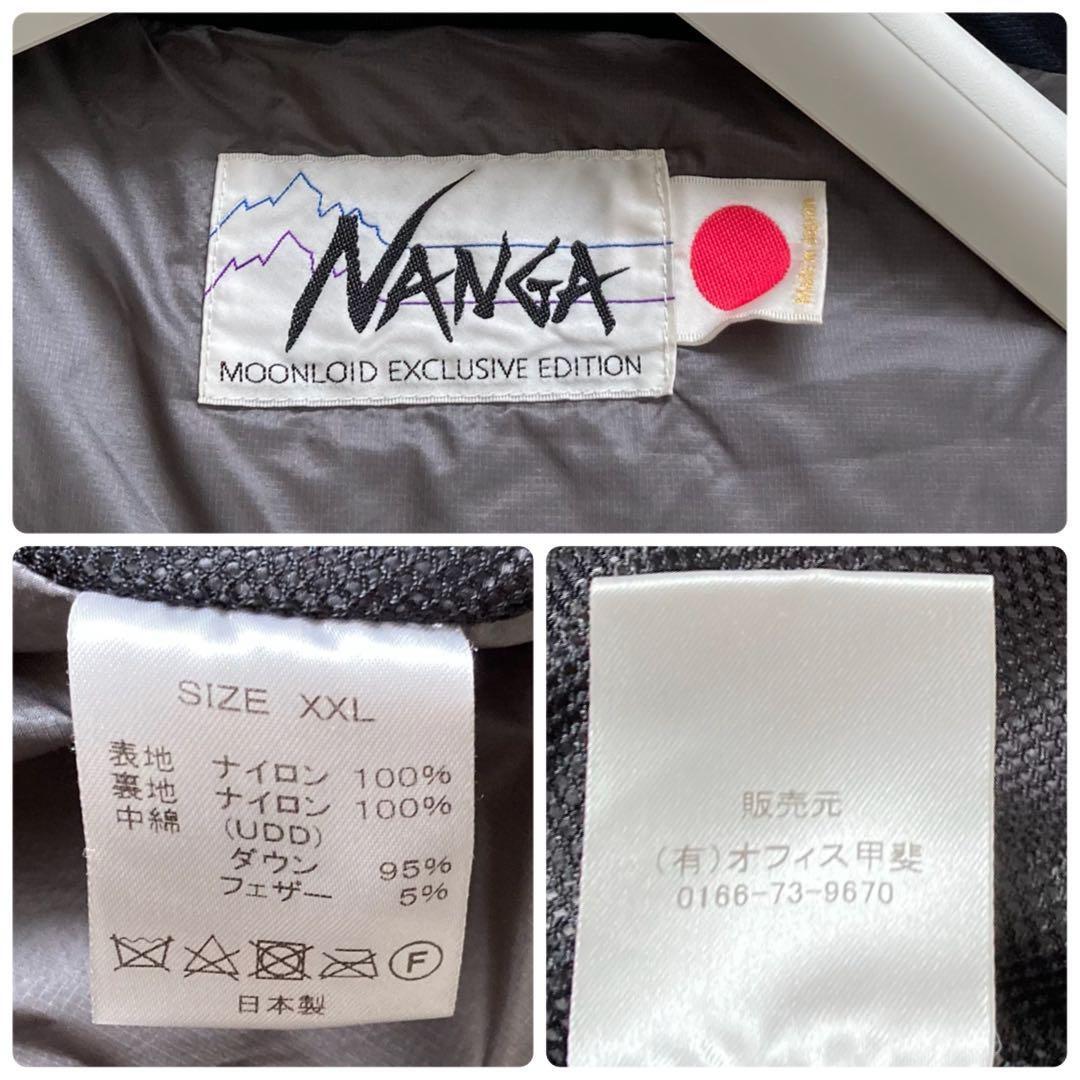 NANGA
MOONLOID EXCLUSIVE EDITION
Made in Japan
SIZE XXL
表地 ナイロン 100%
裏地 ナイロン 100%
中綿 (UDD)
ダウン 95%
フェザー 5%
F
日本製
販売元
(有)オフィス甲斐
0166-73-9670